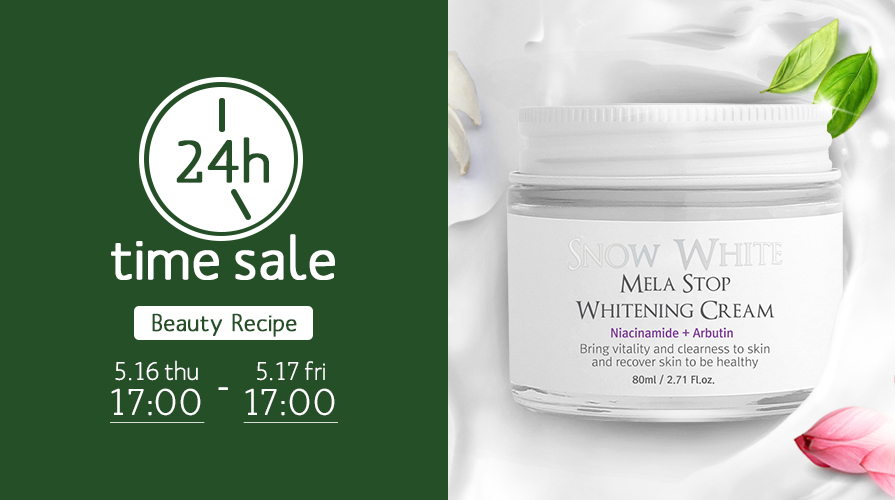 24h
time sale
Beauty Recipe
5.16 thu
17:00
-
5.17 fri
17:00
SNOW WHITE
MELA STOP
WHITENING CREAM
Niacinamide + Arbutin
Bring vitality and clearness to skin
and recover skin to be healthy
80ml / 2.71 Fl.oz.